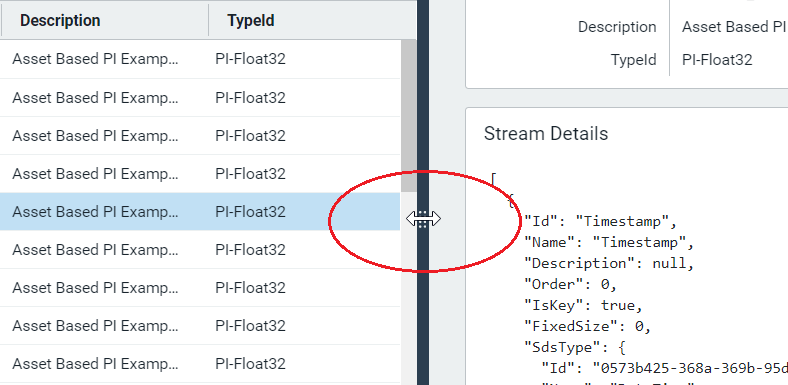 Description TypeId
Asset Based PI Examp... PI-Float32
Asset Based PI Examp... PI-Float32
Asset Based PI Examp... PI-Float32
Asset Based PI Examp... PI-Float32
Asset Based PI Examp... PI-Float32
Asset Based PI Examp... PI-Float32
Asset Based PI Examp... PI-Float32
Asset Based PI Examp... PI-Float32
Asset Based PI Examp... PI-Float32
Description Asset Based PI
TypeId PI-Float32
Stream Details
[
{
"Id": "Timestamp",
"Name": "Timestamp",
"Description": null,
"Order": 0,
"IsKey": true,
"FixedSize": 0,
"SdsType": {
"Id": "0573b425-368a-369b-95d